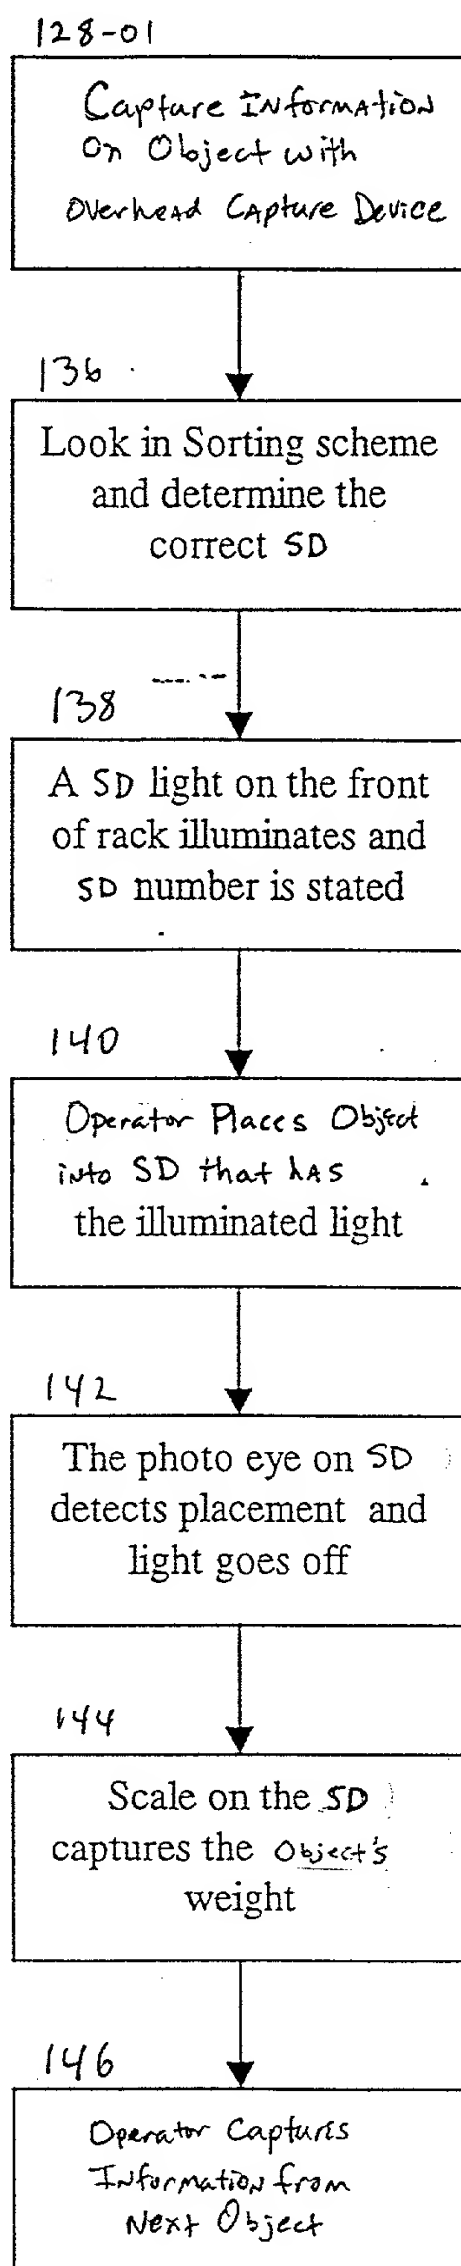 128-01
Capture Information
On Object with
Overhead Capture Device
136
Look in Sorting scheme
and determine the
correct SD
138
A SD light on the front
of rack illuminates and
SD number is stated
140
Operator Places Object
into SD that has
the illuminated light
142
The photo eye on SD
detects placement and
light goes off
144
Scale on the SD
captures the Object's
weight
146
Operator Captures
Information from
Next Object